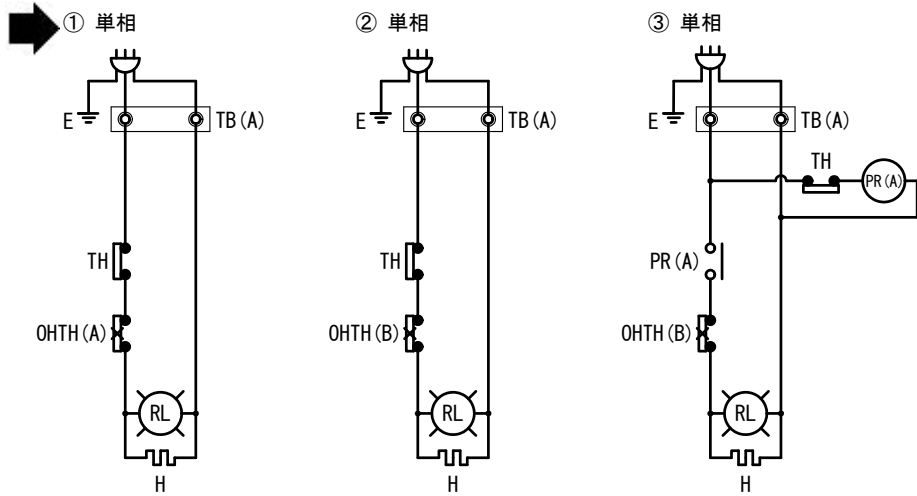 ① 単相
② 単相
③ 単相
E
TB(A)
TH
OHTH(A)
RL
H
E
TB(A)
TH
OHTH(B)
RL
H
E
TB(A)
TH
PR(A)
PR(A)
OHTH(B)
RL
H